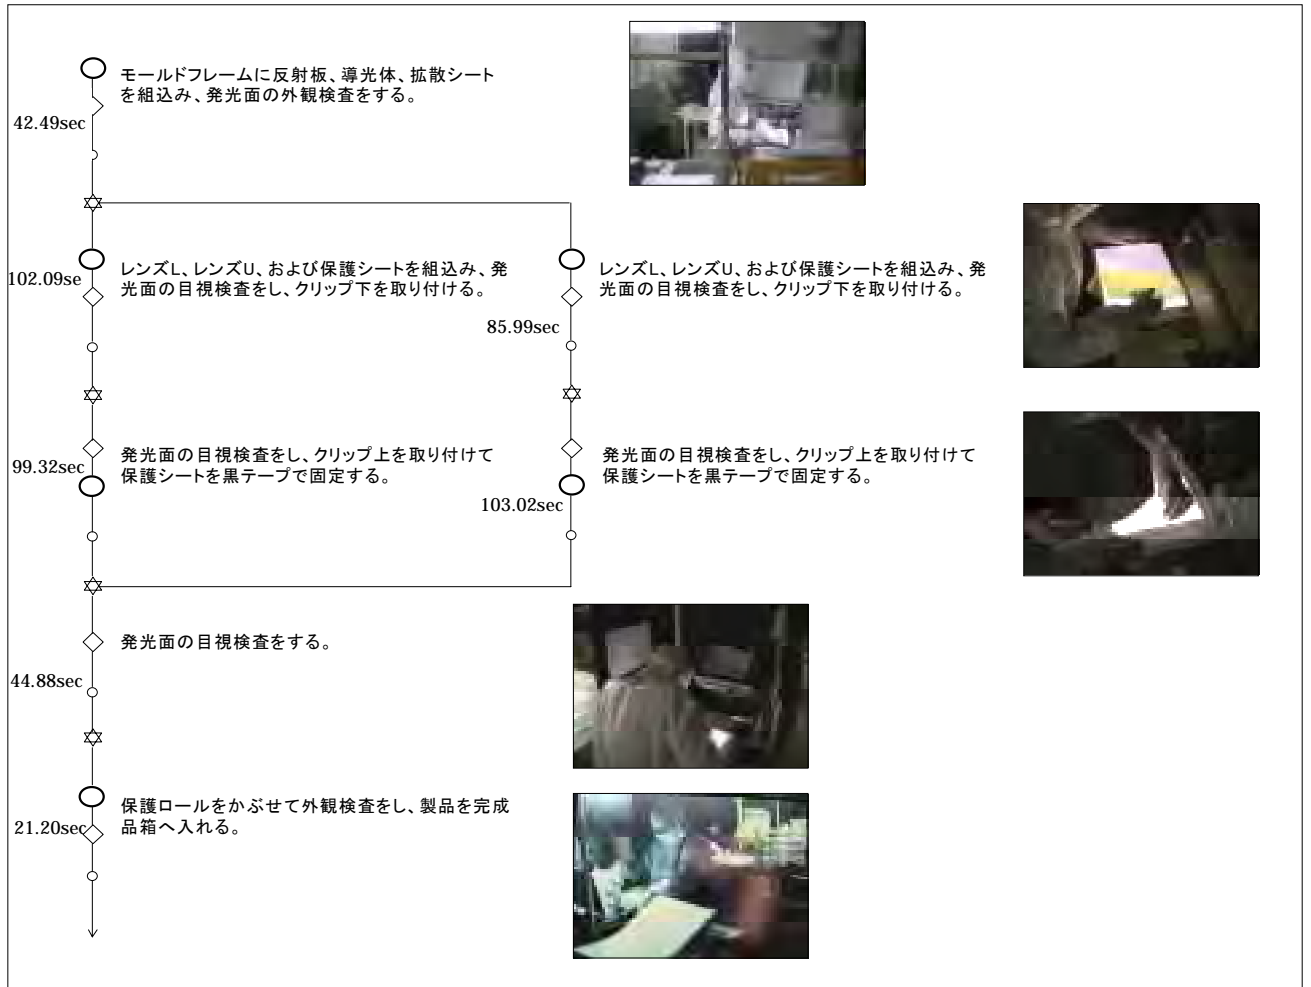 モールドフレームに反射板、導光体、拡散シート
を組込み、発光面の外観検査をする。
42.49sec
102.09se
レンズL、レンズU、および保護シートを組込み、発
光面の目視検査をし、クリップ下を取り付ける。
レンズL、レンズU、および保護シートを組込み、発
光面の目視検査をし、クリップ下を取り付ける。
85.99sec
99.32sec
発光面の目視検査をし、クリップ上を取り付けて
保護シートを黒テープで固定する。
発光面の目視検査をし、クリップ上を取り付けて
保護シートを黒テープで固定する。
103.02sec
発光面の目視検査をする。
44.88sec
保護ロールをかぶせて外観検査をし、製品を完成
品箱へ入れる。
21.20sec